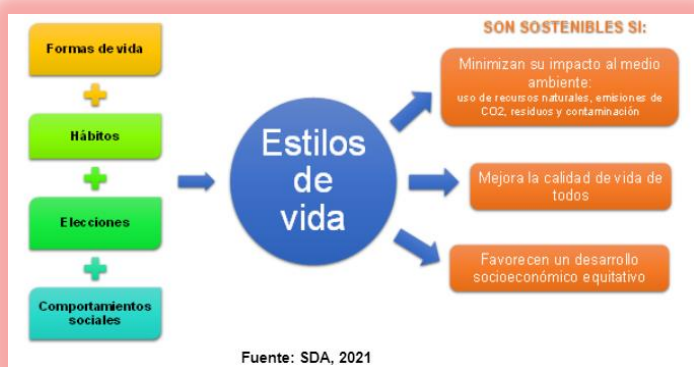 Formas de vida
Hábitos
Elecciones
Comportamientos
sociales
Estilos
de
vida
SON SOSTENIBLES SI:
Minimizan su impacto al medio
ambiente:
uso de recursos naturales, emisiones de
CO2, residuos y contaminación
Mejora la calidad de vida de
todos
Favorecen un desarrollo
socioeconómico equitativo
Fuente: SDA, 2021